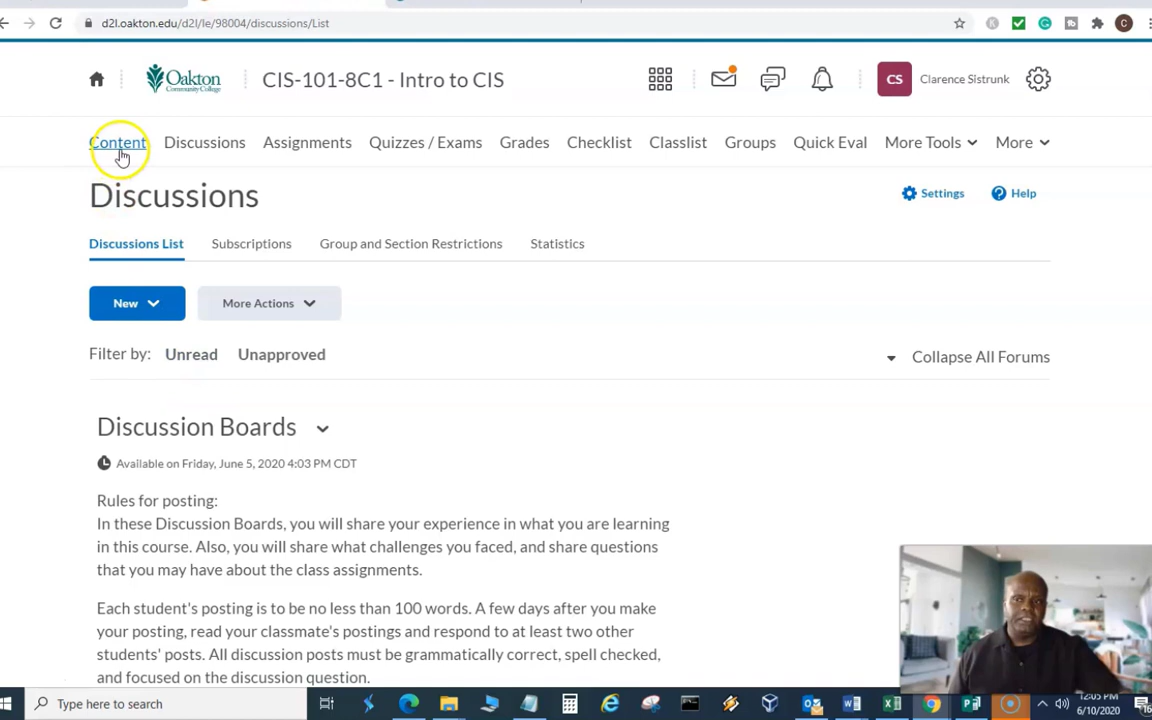 d2l.oakton.edu/d2l/le/98004/discussions/List
C
Oakton
Community College
CIS-101-8C1 - Intro to CIS
CS
Clarence Sistrunk
Content Discussions Assignments Quizzes / Exams Grades Checklist Classlist Groups Quick Eval More Tools More
Discussions
Settings Help
Discussions List Subscriptions Group and Section Restrictions Statistics
New More Actions
Filter by: Unread Unapproved
Collapse All Forums
Discussion Boards
Available on Friday, June 5, 2020 4:03 PM CDT
Rules for posting:
In these Discussion Boards, you will share your experience in what you are learning
in this course. Also, you will share what challenges you faced, and share questions
that you may have about the class assignments.
Each student's posting is to be no less than 100 words. A few days after you make
your posting, read your classmate's postings and respond to at least two other
students' posts. All discussion posts must be grammatically correct, spell checked,
and focused on the discussion question.
Type here to search
12:05 PM
6/10/2020